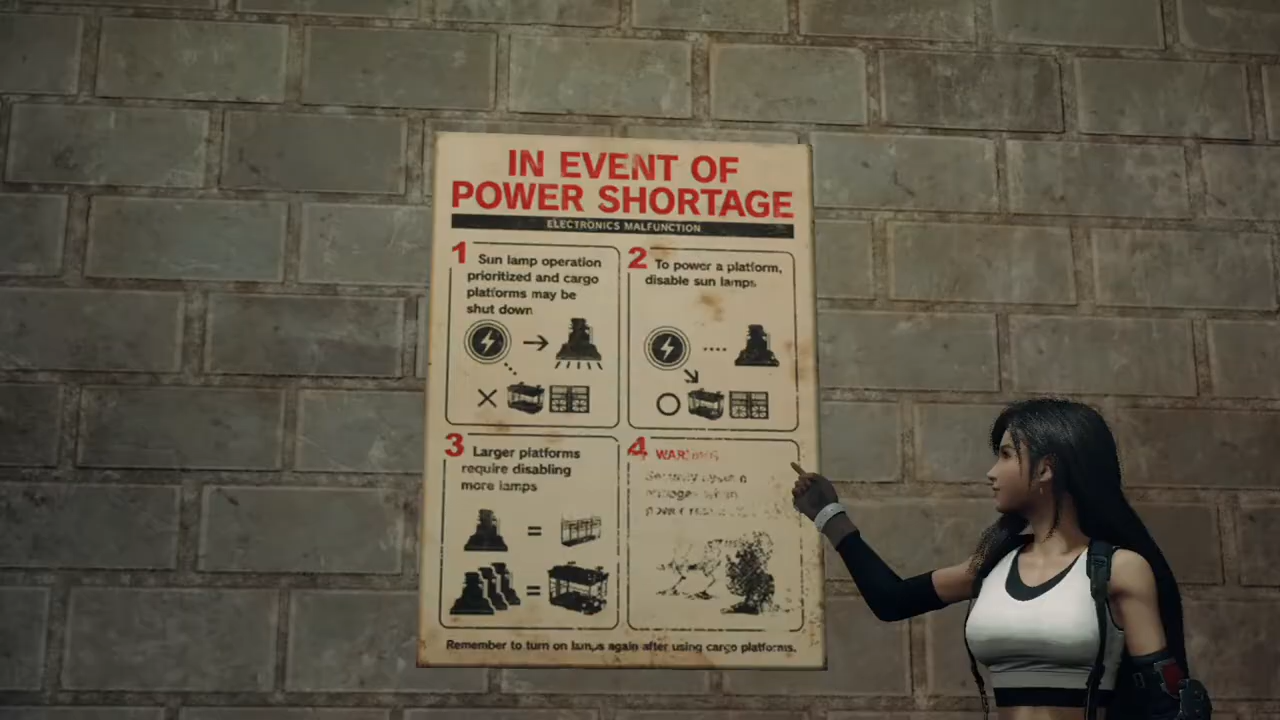 IN EVENT OF
POWER SHORTAGE
ELECTRONICS MALFUNCTION
1 Sun lamp operation
prioritized and cargo
platforms may be
shut down
2 To power a platform,
disable sun lamps
3 Larger platforms
require disabling
more lamps
4
Remember to turn on lamps again after using cargo platforms.